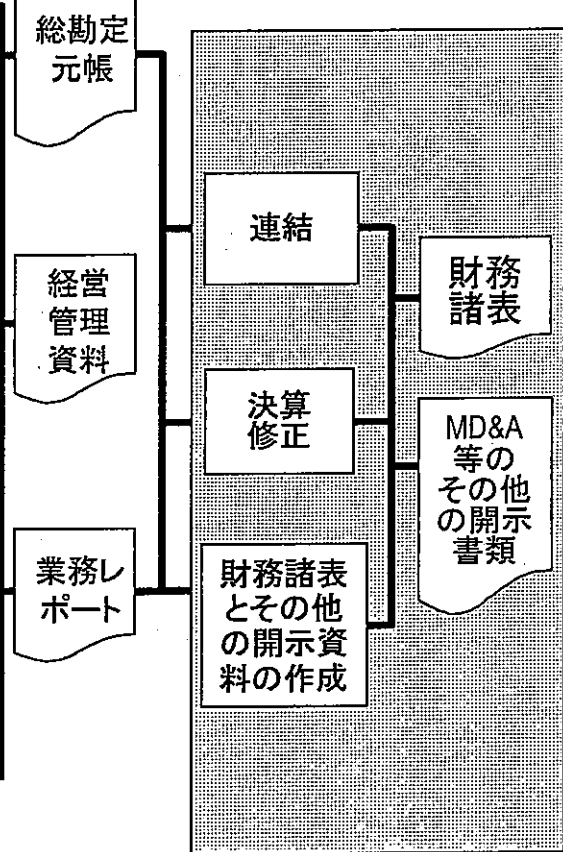 総勘定
元帳
経営
管理
資料
業務レ
ポート
連結
決算
修正
財務諸表
とその他
の開示資
料の作成
財務
諸表
MD&A
等の
その他
の開示
書類